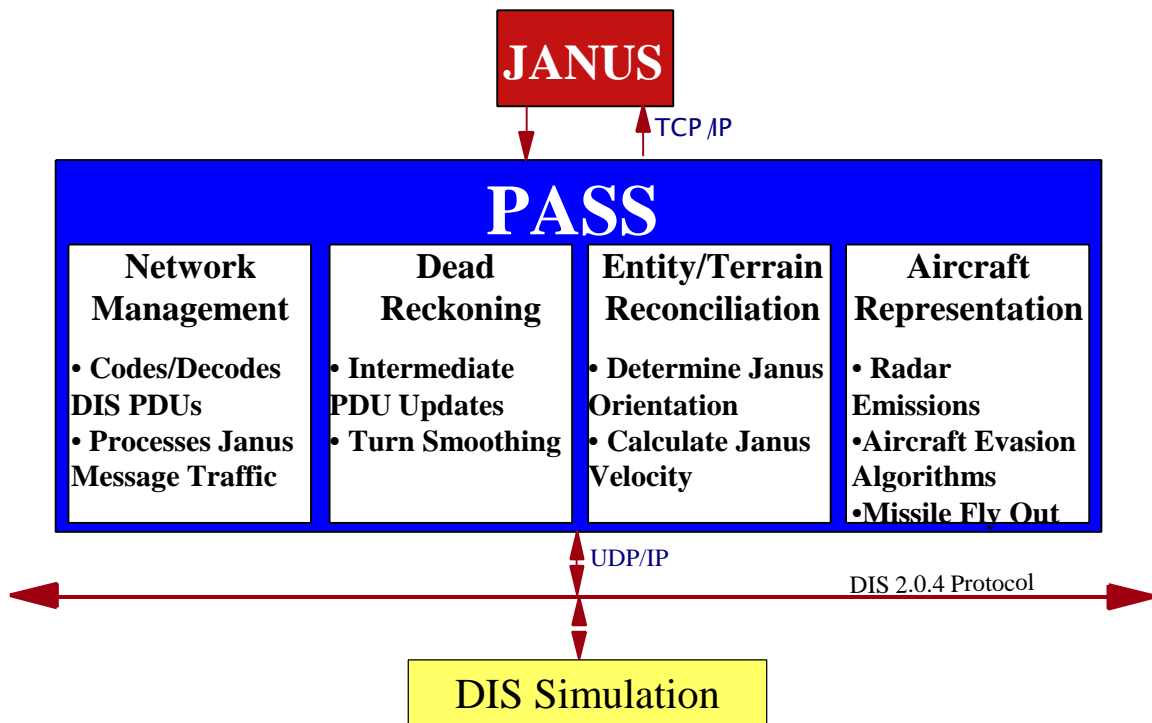 JANUS
TCP /IP
PASS
Network
Management
• Codes/Decodes
DIS PDUs
• Processes Janus
Message Traffic
Dead
Reckoning
• Intermediate
PDU Updates
• Turn Smoothing
Entity/Terrain
Reconciliation
• Determine Janus
Orientation
• Calculate Janus
Velocity
Aircraft
Representation
• Radar
Emissions
•Aircraft Evasion
Algorithms
•Missile Fly Out
UDP/IP
DIS 2.0.4 Protocol
DIS Simulation